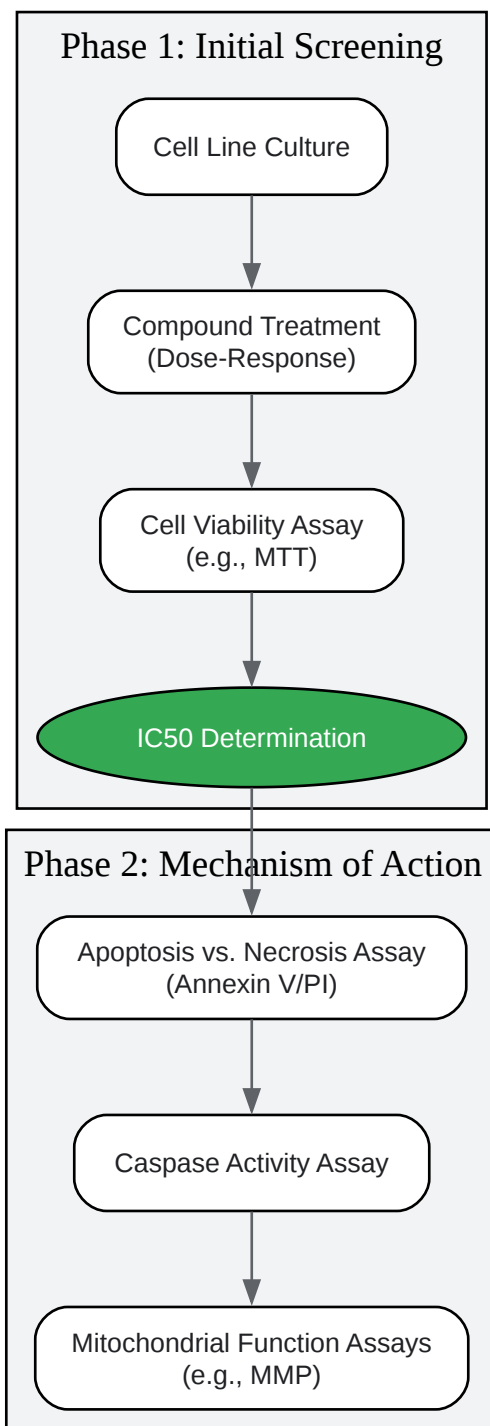 Phase 1: Initial Screening
Cell Line Culture
Compound Treatment
(Dose-Response)
Cell Viability Assay
(e.g., MTT)
IC50 Determination
Phase 2: Mechanism of Action
Apoptosis vs. Necrosis Assay
(Annexin V/PI)
Caspase Activity Assay
Mitochondrial Function Assays
(e.g., MMP)